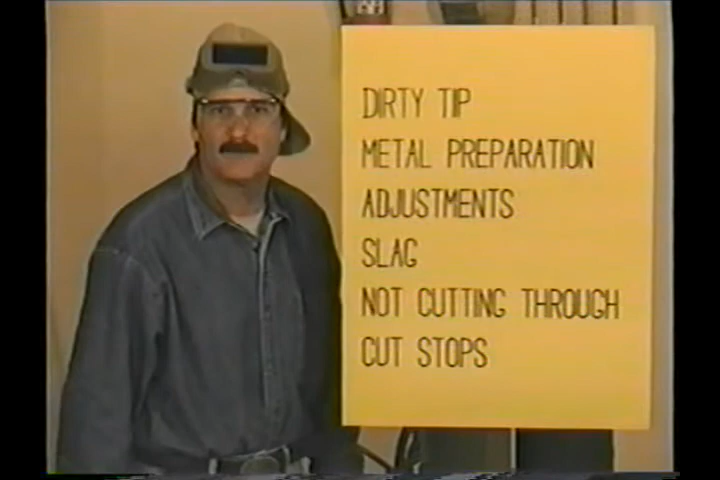 DIRTY TIP
METAL PREPARATION
ADJUSTMENTS
SLAG
NOT CUTTING THROUGH
CUT STOPS